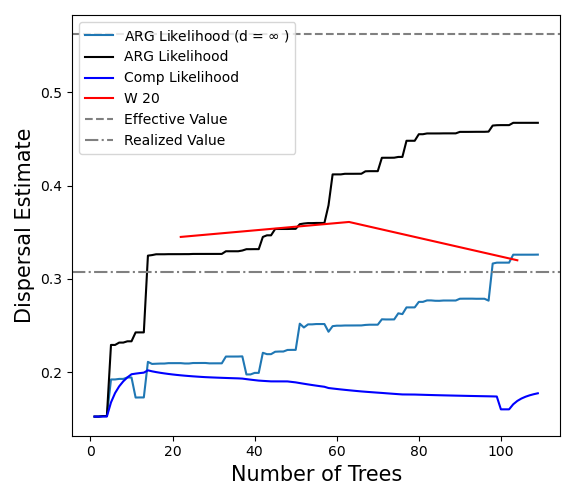 ARG Likelihood (d = ∞ )
ARG Likelihood
Comp Likelihood
W 20
Effective Value
Realized Value
Dispersal Estimate
0.5
0.4
0.3
0.2
0 20 40 60 80 100
Number of Trees